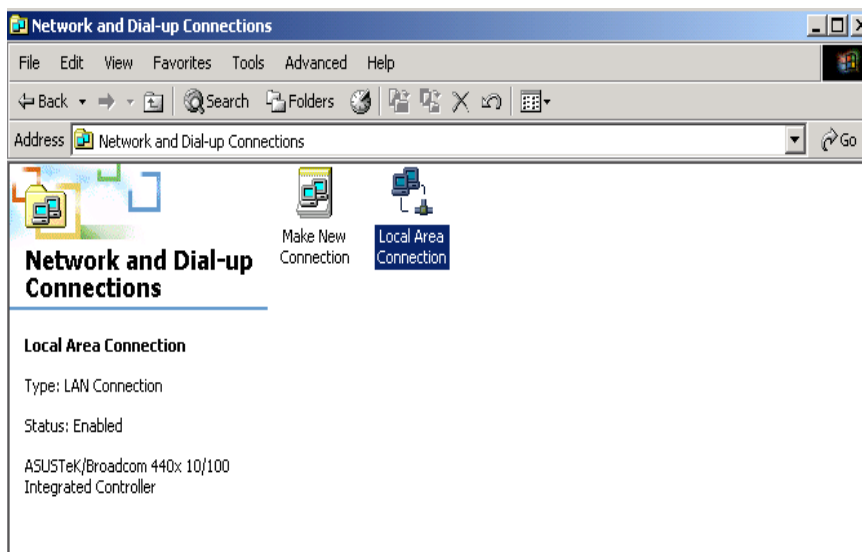 Network and Dial-up Connections
File Edit View Favorites Tools Advanced Help
Back Search Folders
Address Network and Dial-up Connections Go
Make New
Connection
Local Area
Connection
Network and Dial-up
Connections
Local Area Connection
Type: LAN Connection
Status: Enabled
ASUSTeK/Broadcom 440x 10/100
Integrated Controller